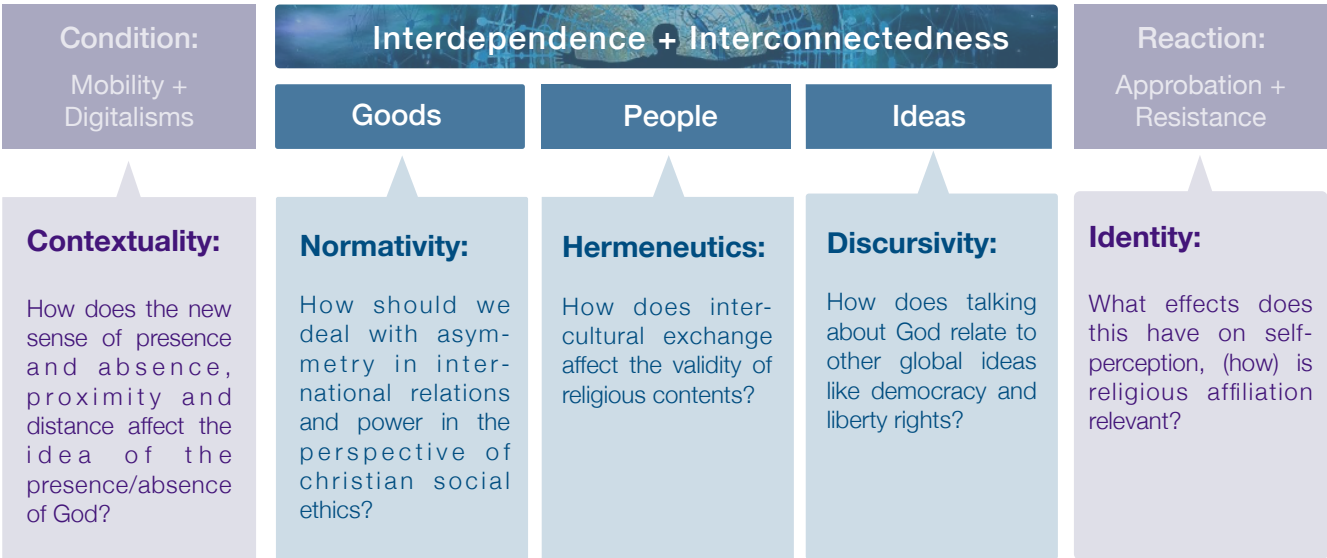 Condition:
Mobility +
Digitalisms
Interdependence + Interconnectedness
Goods
People
Ideas
Reaction:
Approbation +
Resistance
Contextuality:
How does the new
sense of presence
and absence,
proximity and
distance affect the
idea of the
presence/absence
of God?
Normativity:
How should we
deal with asym-
metry in inter-
national relations
and power in the
perspective of
christian social
ethics?
Hermeneutics:
How does inter-
cultural exchange
affect the validity of
religious contents?
Discursivity:
How does talking
about God relate to
other global ideas
like democracy and
liberty rights?
Identity:
What effects does
this have on self-
perception, (how) is
religious affiliation
relevant?